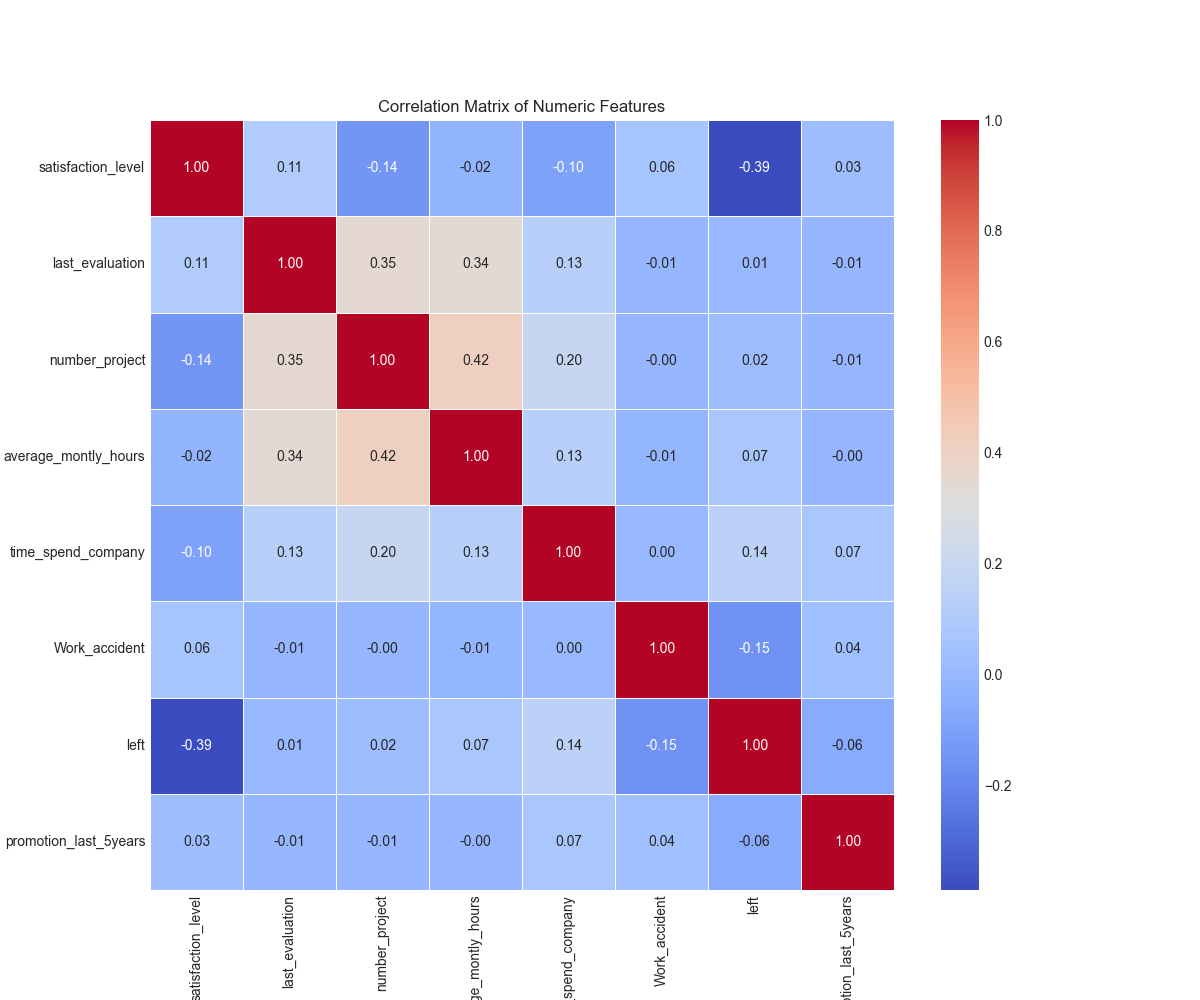 Correlation Matrix of Numeric Features
satisfaction_level 1.00 0.11 -0.14 -0.02 -0.10 0.06 -0.39 0.03
last_evaluation 0.11 1.00 0.35 0.34 0.13 -0.01 0.01 -0.01
number_project -0.14 0.35 1.00 0.42 0.20 -0.00 0.02 -0.01
average_montly_hours -0.02 0.34 0.42 1.00 0.13 -0.01 0.07 -0.00
time_spend_company -0.10 0.13 0.20 0.13 1.00 0.00 0.14 0.07
Work_accident 0.06 -0.01 -0.00 -0.01 0.00 1.00 -0.15 0.04
left -0.39 0.01 0.02 0.07 0.14 -0.15 1.00 -0.06
promotion_last_5years 0.03 -0.01 -0.01 -0.00 0.07 0.04 -0.06 1.00
satisfaction_level
last_evaluation
number_project
ge_montly_hours
_spend_company
Work_accident
left
otion_last_5years
1.0
0.8
0.6
0.4
0.2
0.0
−0.2